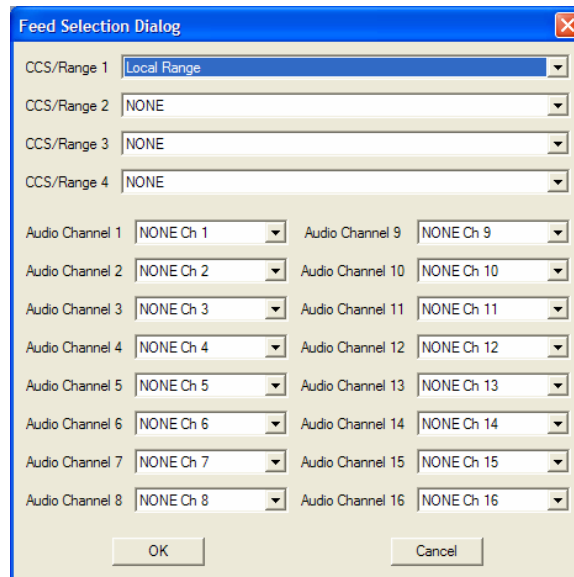 Feed Selection Dialog
CCS/Range 1 Local Range
CCS/Range 2 NONE
CCS/Range 3 NONE
CCS/Range 4 NONE
Audio Channel 1 NONE Ch 1 Audio Channel 9 NONE Ch 9
Audio Channel 2 NONE Ch 2 Audio Channel 10 NONE Ch 10
Audio Channel 3 NONE Ch 3 Audio Channel 11 NONE Ch 11
Audio Channel 4 NONE Ch 4 Audio Channel 12 NONE Ch 12
Audio Channel 5 NONE Ch 5 Audio Channel 13 NONE Ch 13
Audio Channel 6 NONE Ch 6 Audio Channel 14 NONE Ch 14
Audio Channel 7 NONE Ch 7 Audio Channel 15 NONE Ch 15
Audio Channel 8 NONE Ch 8 Audio Channel 16 NONE Ch 16
OK Cancel